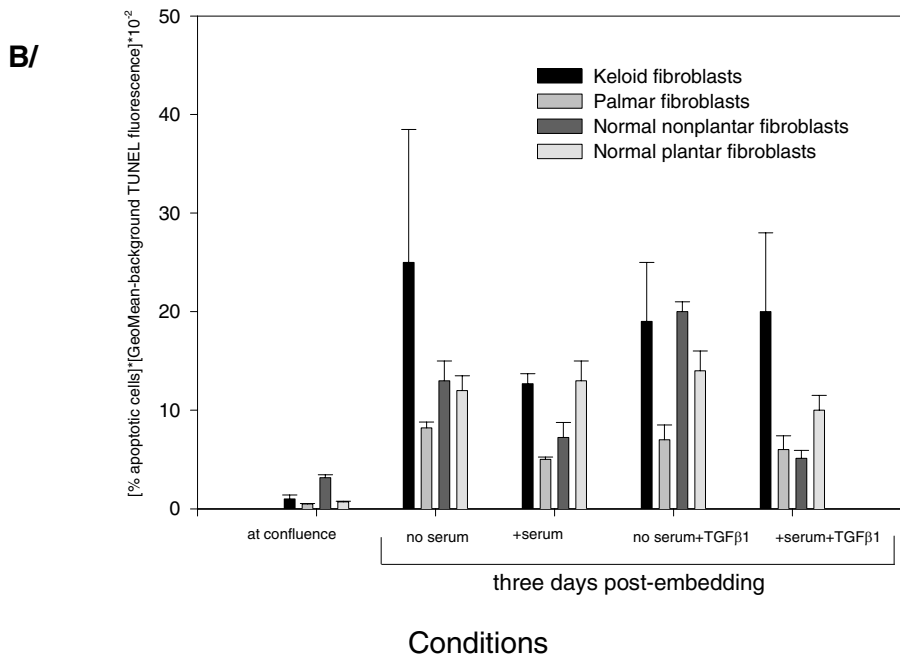 B/
[% apoptotic cells]*[GeoMean-background TUNEL fluorescence]*10-2
50
40
30
20
10
0
Keloid fibroblasts
Palmar fibroblasts
Normal nonplantar fibroblasts
Normal plantar fibroblasts
at confluence
no serum
+serum
no serum+TGFβ1
+serum+TGFβ1
three days post-embedding
Conditions